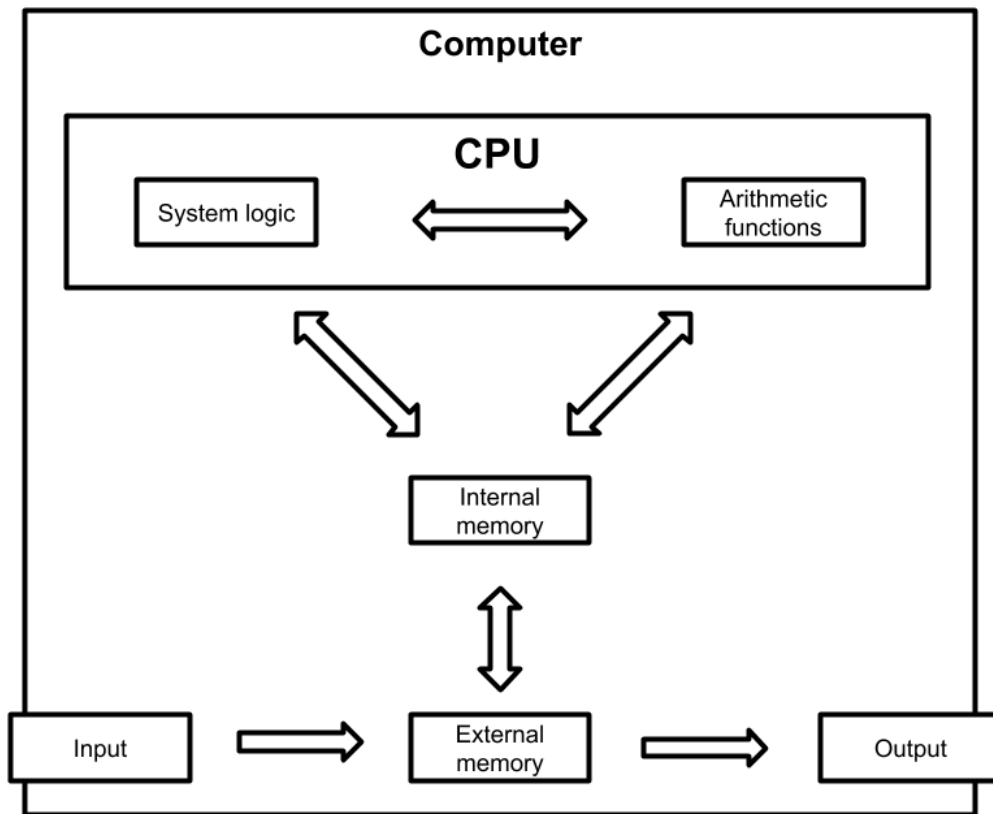 Computer
CPU
System logic
Arithmetic
functions
Internal
memory
Input
External
memory
Output